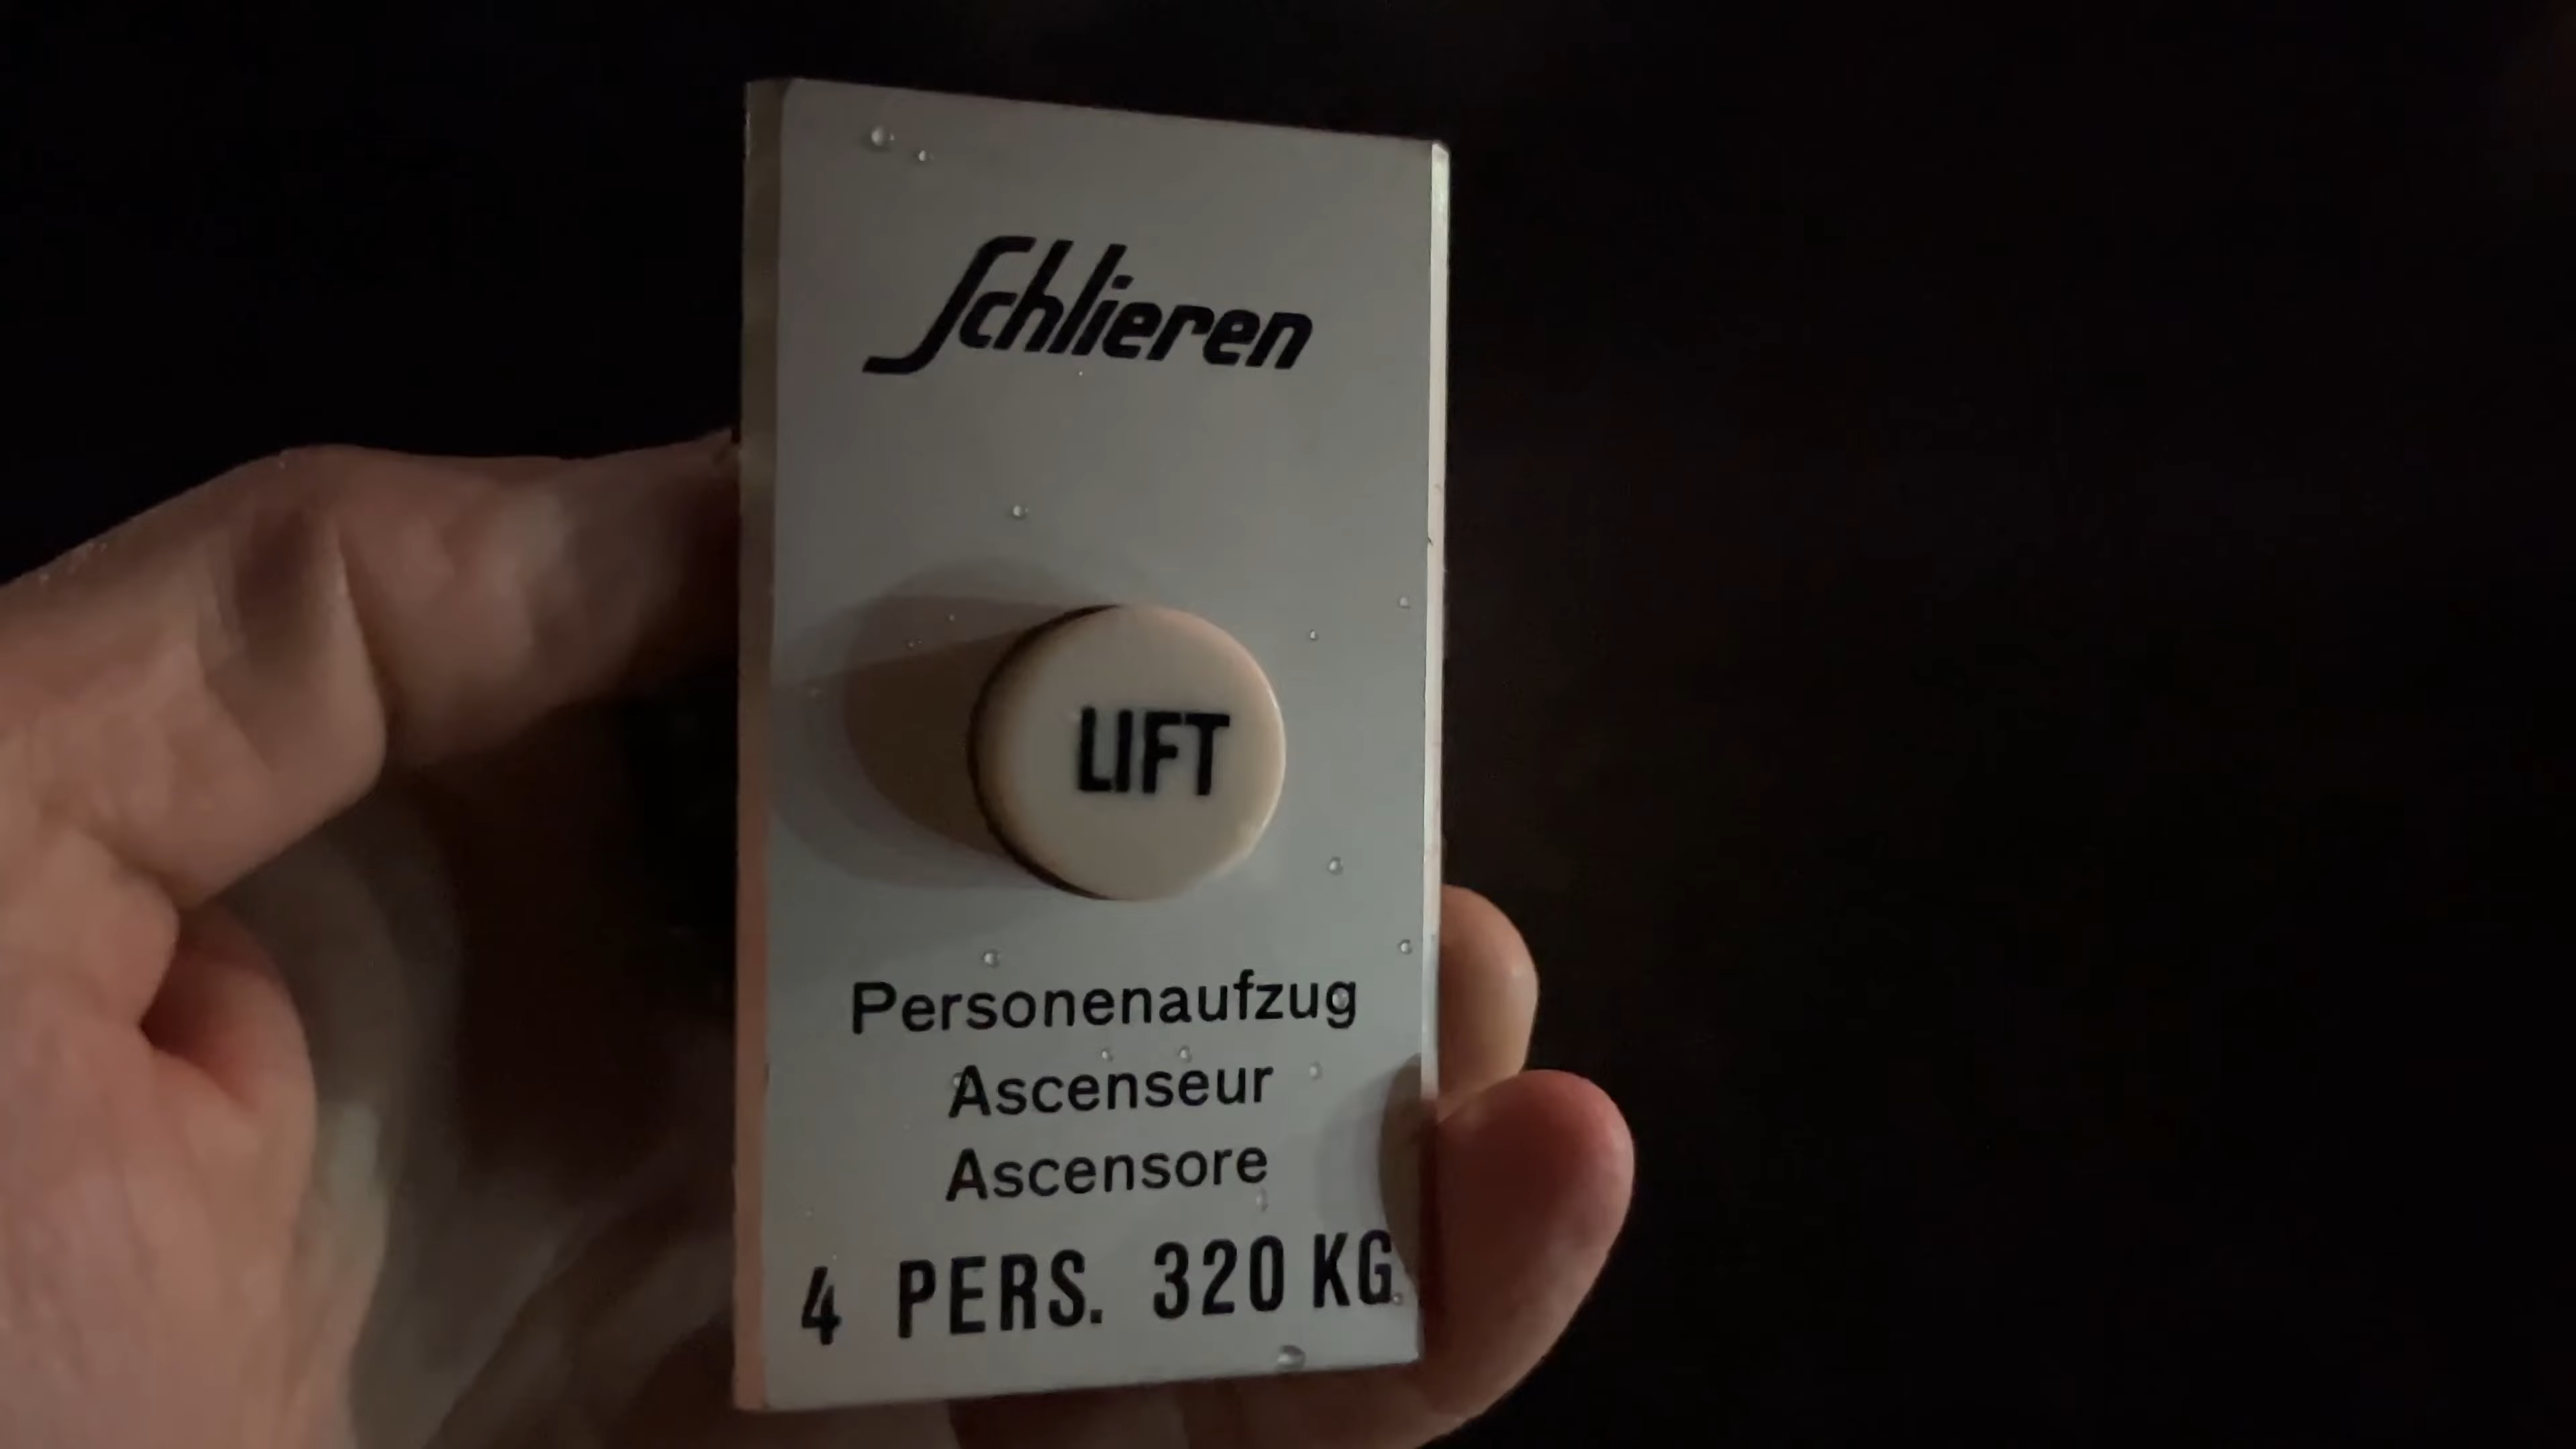 Schlieren
LIFT
Personenaufzug
Ascenseur
Ascensore
4 PERS. 320 KG